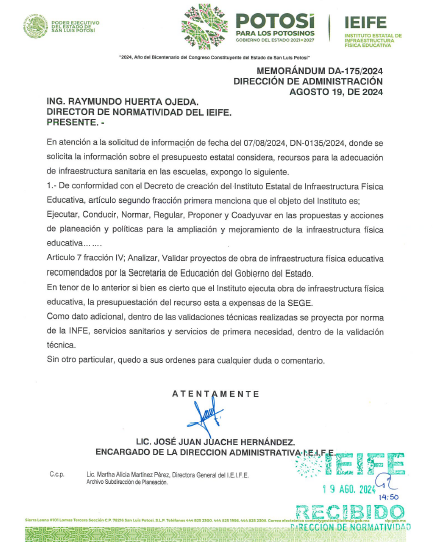 PODER EJECUTIVO
DEL ESTADO DE
SAN LUIS POTOSÍ
POTOSÍ
PARA LOS POTOSINOS
GOBIERNO DEL ESTADO 2021-2027
IEIFE
INSTITUTO ESTATAL DE
INFRAESTRUCTURA
FÍSICA EDUCATIVA
"2024, Año del Bicentenario del Congreso Constituyente del Estado de San Luis Potosí"
MEMORÁNDUM DA-175/2024
DIRECCIÓN DE ADMINISTRACIÓN
AGOSTO 19, DE 2024
ING. RAYMUNDO HUERTA OJEDA.
DIRECTOR DE NORMATIVIDAD DEL IEIFE.
PRESENTE. -
En atención a la solicitud de información de fecha del 07/08/2024, DN-0135/2024, donde se
solicita la información sobre el presupuesto estatal considera, recursos para la adecuación
de infraestructura sanitaria en las escuelas, expongo lo siguiente.
1.- De conformidad con el Decreto de creación del Instituto Estatal de Infraestructura Física
Educativa, artículo segundo fracción primera menciona que el objeto del Instituto es;
Ejecutar, Conducir, Normar, Regular, Proponer y Coadyuvar en las propuestas y acciones
de planeación y políticas para la ampliación y mejoramiento de la infraestructura física
educativa…….
Articulo 7 fracción IV; Analizar, Validar proyectos de obra de infraestructura física educativa
recomendados por la Secretaria de Educación del Gobierno del Estado.
En tenor de lo anterior si bien es cierto que el Instituto ejecuta obra de infraestructura física
educativa, la presupuestación del recurso esta a expensas de la SEGE.
Como dato adicional, dentro de las validaciones técnicas realizadas se proyecta por norma
de la INFE, servicios sanitarios y servicios de primera necesidad, dentro de la validación
técnica.
Sin otro particular, quedo a sus ordenes para cualquier duda o comentario.
A T E N T A M E N T E
LIC. JOSÉ JUAN JUACHE HERNÁNDEZ.
ENCARGADO DE LA DIRECCION ADMINISTRATIVA I.E.I.F.E.
C.c.p. Lic. Martha Alicia Martínez Pérez, Directora General del I.E.I.F.E.
Archivo Subdirección de Planeación.
IEIFE
19 AGO. 2024
14:50
RECIBIDO
DIRECCIÓN DE NORMATIVIDAD